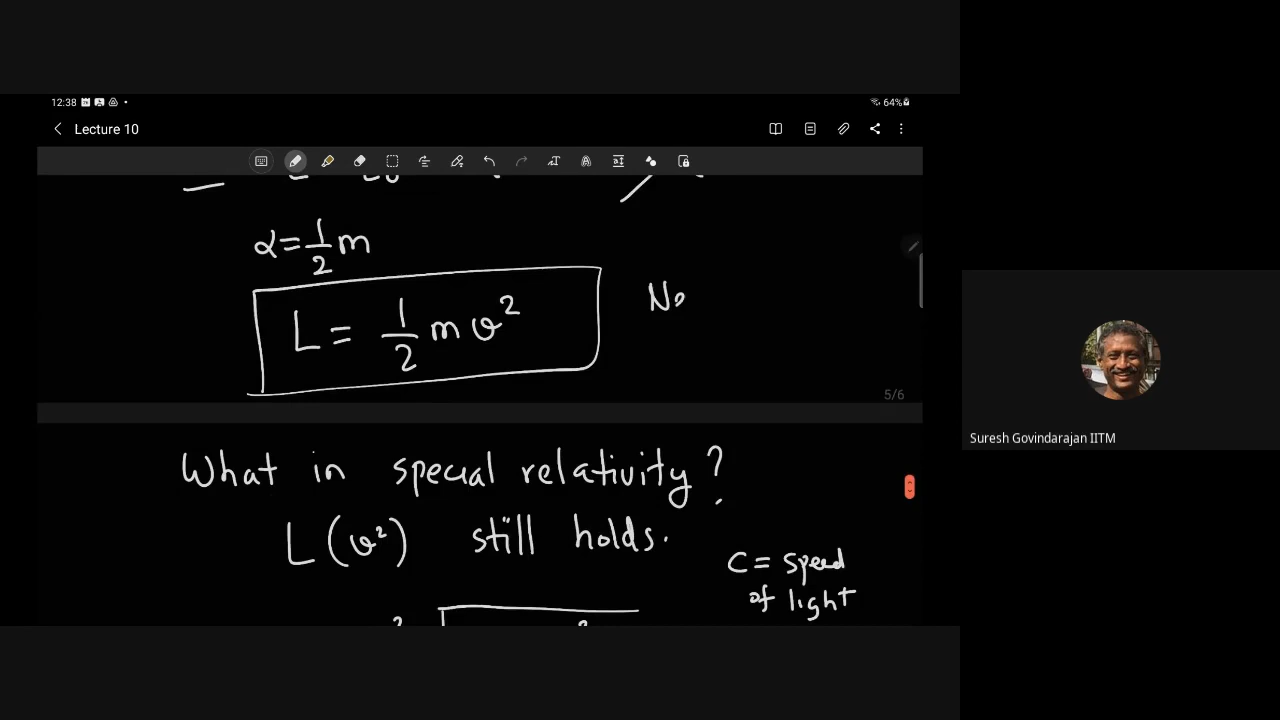 12:38
64%
Lecture 10
α = 1/2 m
L = 1/2 m v²
No
5/6
What in special relativity?
L(v²) still holds.
c = speed
of light
Suresh Govindarajan IITM